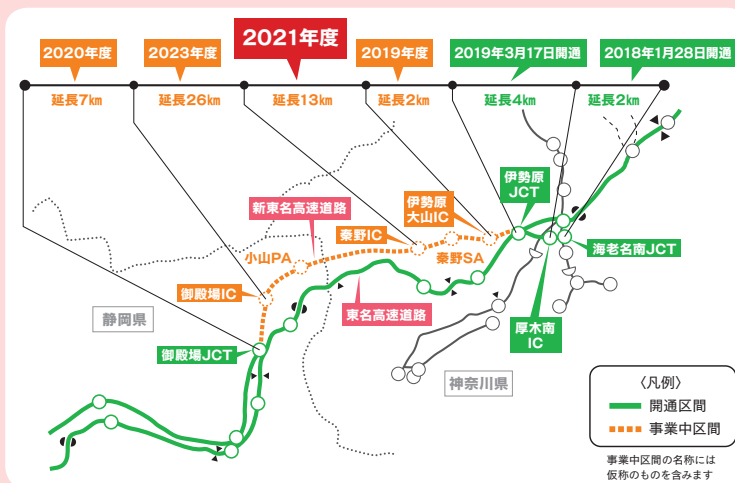 2020年度
2023年度
2021年度
2019年度
2019年3月17日開通
2018年1月28日開通
延長7km
延長26km
延長13km
延長2km
延長4km
延長2km
伊勢原
JCT
伊勢原
大山IC
新東名高速道路
秦野IC
秦野SA
海老名南JCT
小山PA
御殿場IC
静岡県
東名高速道路
厚木南
IC
御殿場JCT
神奈川県
〈凡例〉
開通区間
事業中区間
事業中区間の名称には
仮称のものを含みます